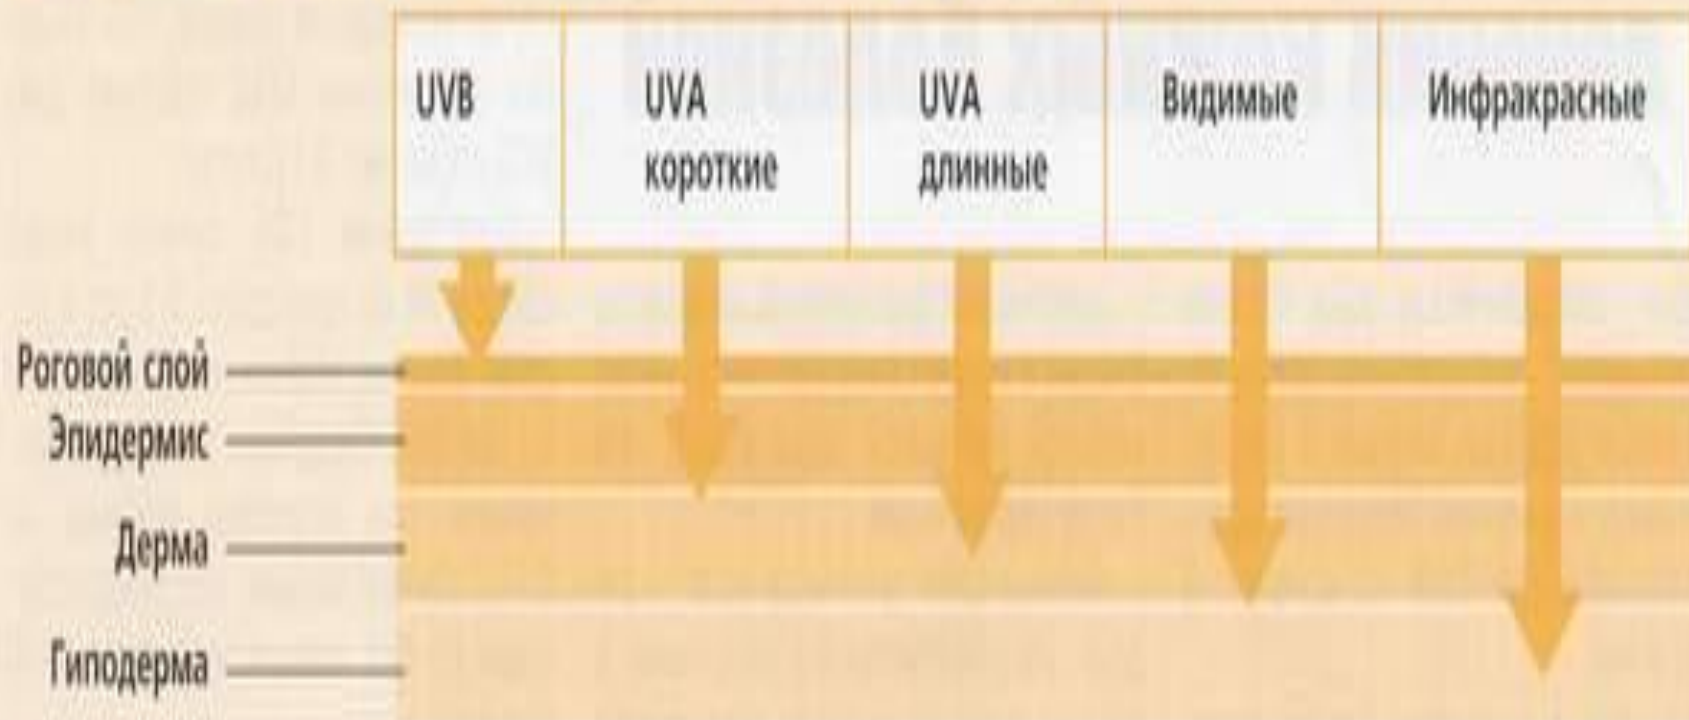 UVB
UVA
короткие
UVA
длинные
Видимые
Инфракрасные
Роговой слой
Эпидермис
Дерма
Гиподерма